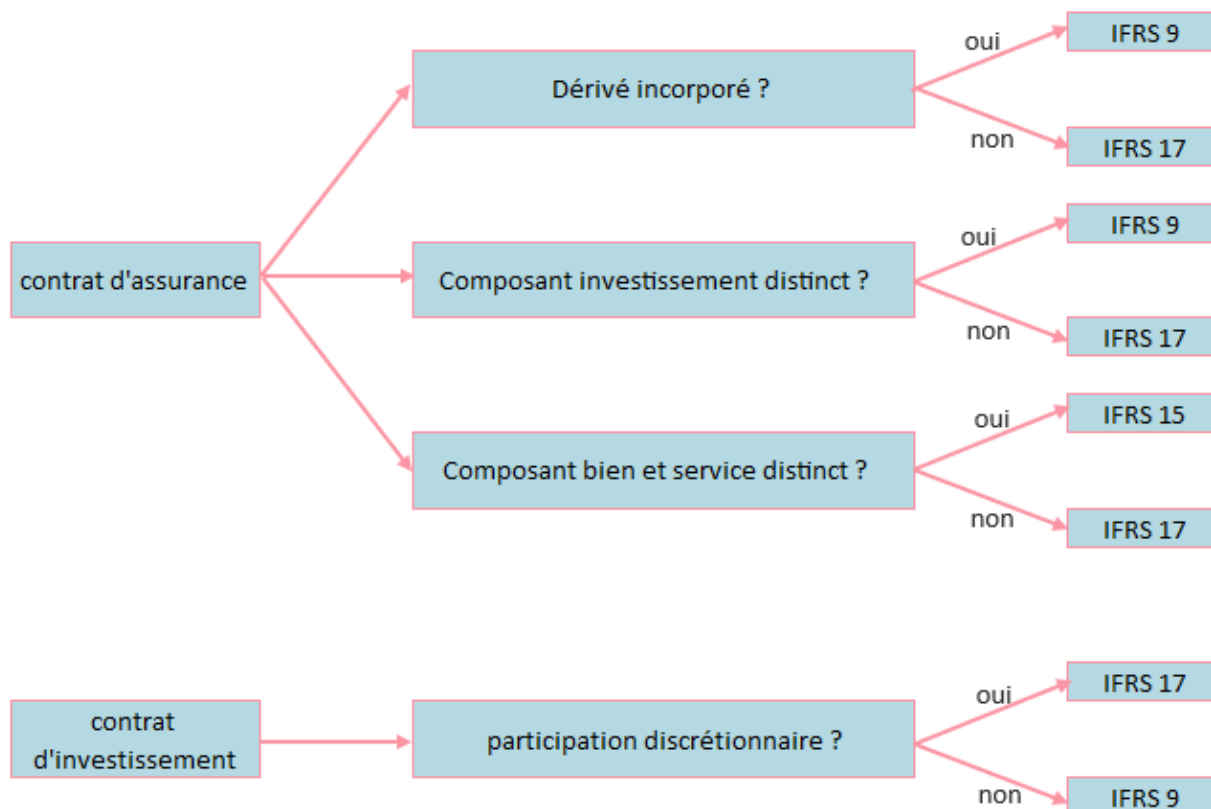 IFRS 9
oui
Dérivé incorporé ?
non
IFRS 17
IFRS 9
oui
contrat d'assurance
Composant investissement distinct ?
non
IFRS 17
IFRS 15
oui
Composant bien et service distinct ?
non
IFRS 17
IFRS 17
oui
contrat
d'investissement
participation discrétionnaire ?
non
IFRS 9